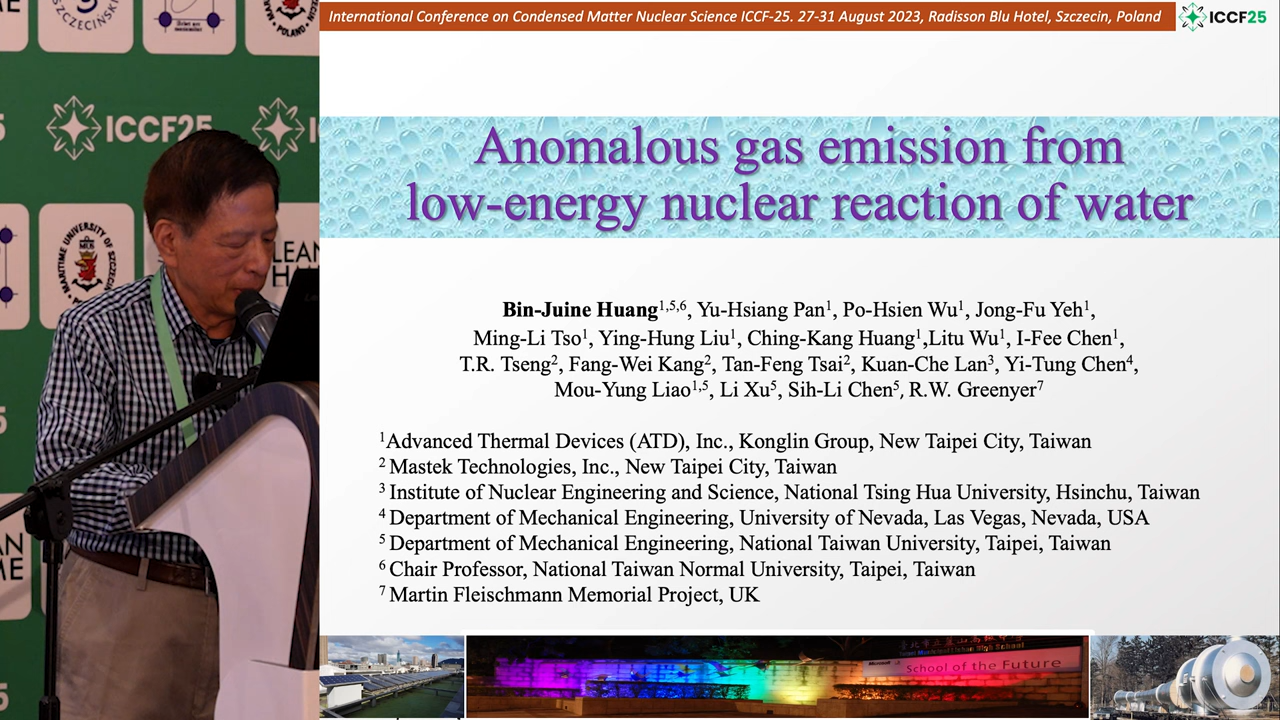 International Conference on Condensed Matter Nuclear Science ICCF-25. 27-31 August 2023, Radisson Blu Hotel, Szczecin, Poland
ICCF25
Anomalous gas emission from
low-energy nuclear reaction of water
Bin-Juine Huang1,5,6, Yu-Hsiang Pan1, Po-Hsien Wu1, Jong-Fu Yeh1,
Ming-Li Tso1, Ying-Hung Liu1, Ching-Kang Huang1,Litu Wu1, I-Fee Chen1,
T.R. Tseng2, Fang-Wei Kang2, Tan-Feng Tsai2, Kuan-Che Lan3, Yi-Tung Chen4,
Mou-Yung Liao1,5, Li Xu5, Sih-Li Chen5, R.W. Greenyer7
1Advanced Thermal Devices (ATD), Inc., Konglin Group, New Taipei City, Taiwan
2 Mastek Technologies, Inc., New Taipei City, Taiwan
3 Institute of Nuclear Engineering and Science, National Tsing Hua University, Hsinchu, Taiwan
4 Department of Mechanical Engineering, University of Nevada, Las Vegas, Nevada, USA
5 Department of Mechanical Engineering, National Taiwan University, Taipei, Taiwan
6 Chair Professor, National Taiwan Normal University, Taipei, Taiwan
7 Martin Fleischmann Memorial Project, UK
School of the Future
ICCF25
MARITIME UNIVERSITY OF SZCZECIN